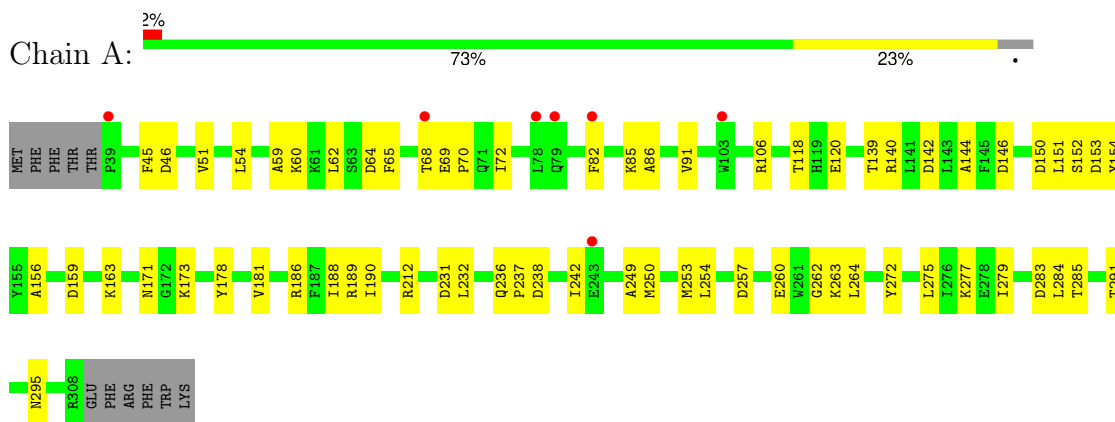 2%
Chain A:
73% 23% •
MET PHE PHE THR THR P39 F45 D46 V51 L54 A59 K60 K61 L62 S63 D64 F65 T68 E69 P70 Q71 I72 L78 Q79 F82 K85 A86 V91 W103 R106 T118 H119 E120 T139 R140 L141 D142 L143 A144 F145 D146 D150 L151 S152 D153 Y154
Y155 A156 D159 K163 N171 G172 K173 Y178 V181 R186 F187 I188 R189 I190 R212 D231 L232 Q236 P237 D238 I242 E243 A249 M250 M253 L254 D257 E260 W261 G262 K263 L264 Y272 L275 I276 K277 E278 I279 D283 L284 T285 T291
N295 R308 GLU PHE ARG PHE TRP LYS